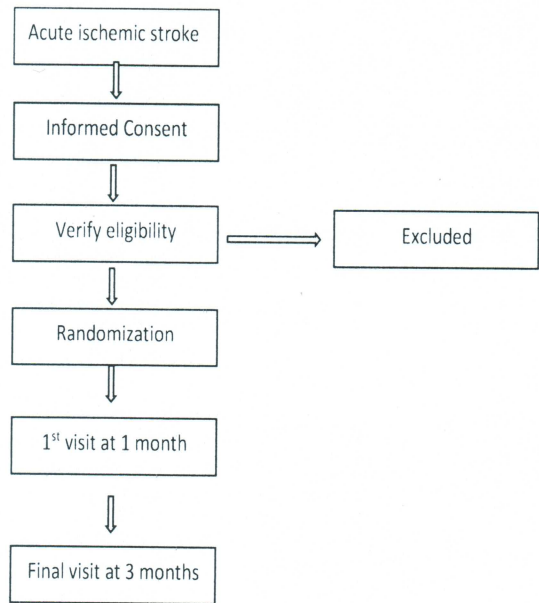 Acute ischemic stroke
Informed Consent
Verify eligibility
Excluded
Randomization
1st visit at 1 month
Final visit at 3 months